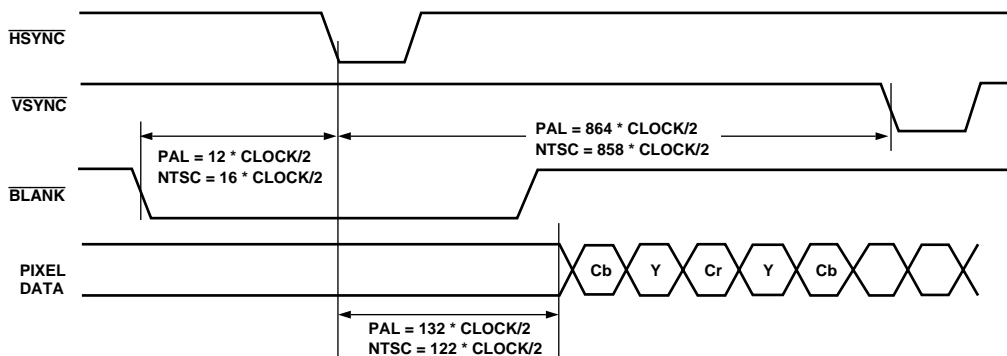 HSYNC
VSYNC
PAL = 864 * CLOCK/2
NTSC = 858 * CLOCK/2
PAL = 12 * CLOCK/2
NTSC = 16 * CLOCK/2
BLANK
PIXEL
DATA
Cb Y Cr Y Cb
PAL = 132 * CLOCK/2
NTSC = 122 * CLOCK/2